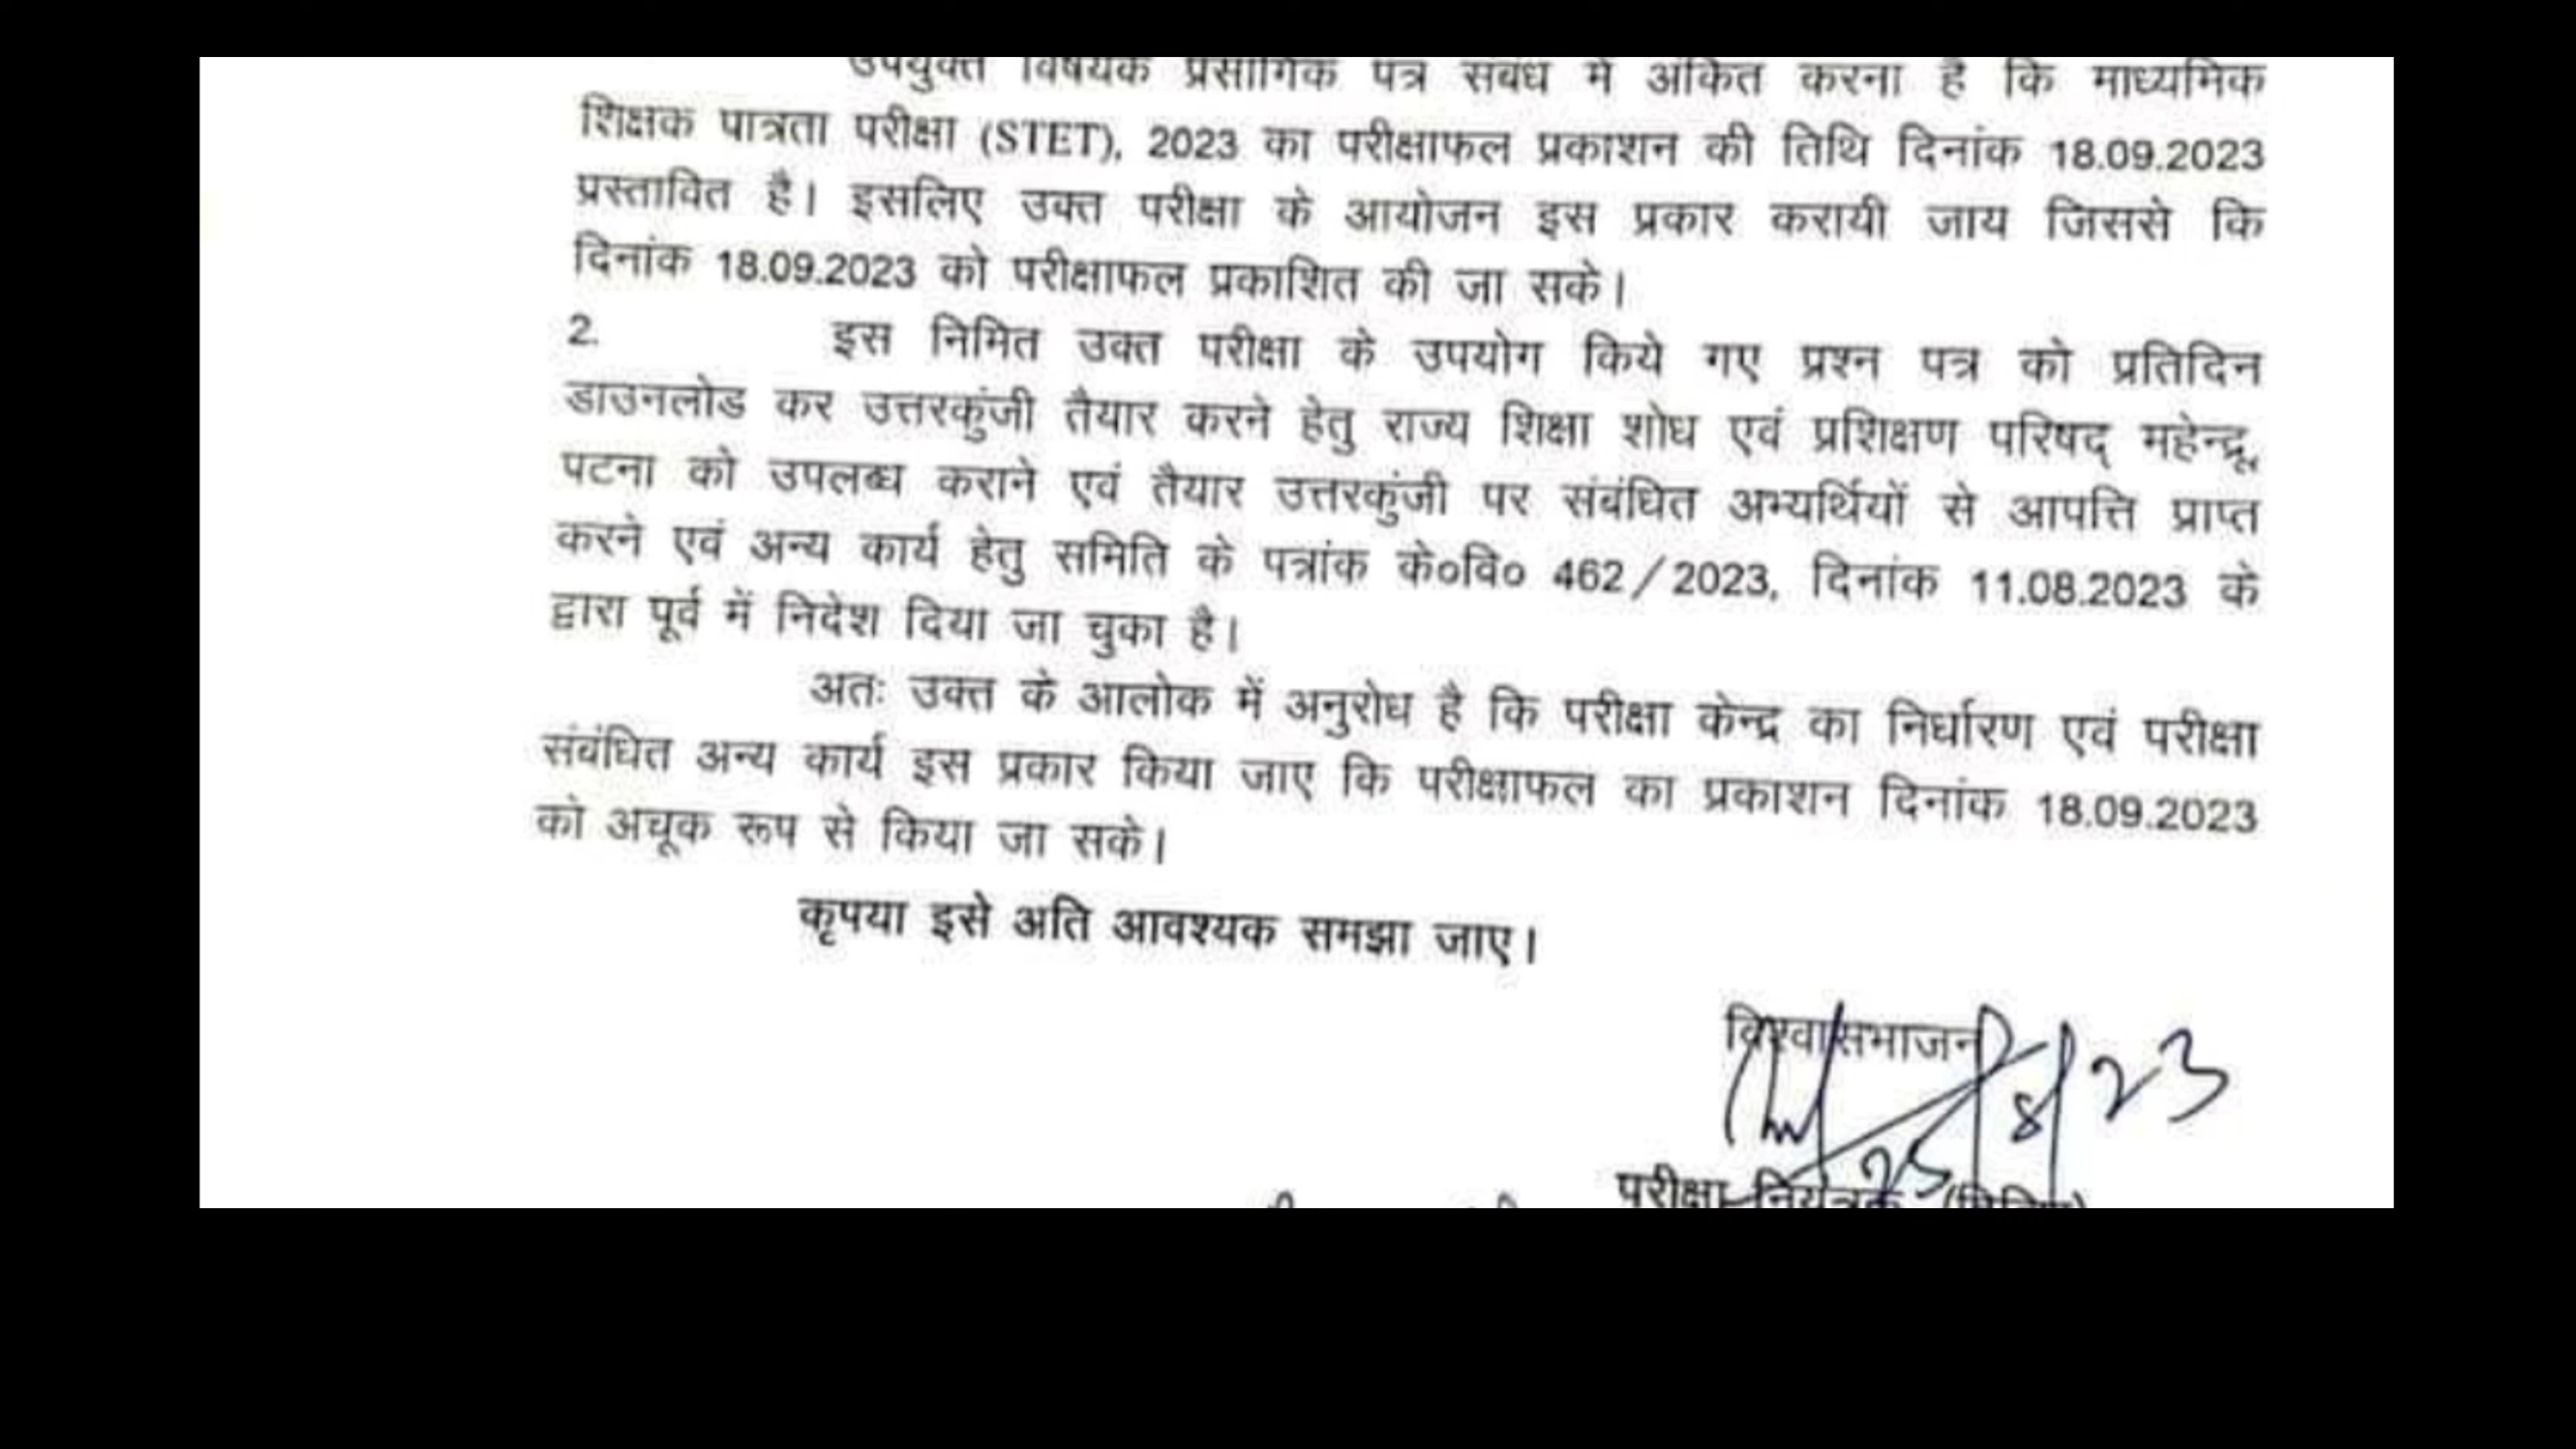 उपर्युक्त विषयक प्रसांगिक पत्र संबंध में अंकित करना है कि माध्यमिक
शिक्षक पात्रता परीक्षा (STET), 2023 का परीक्षाफल प्रकाशन की तिथि दिनांक 18.09.2023
प्रस्तावित है। इसलिए उक्त परीक्षा के आयोजन इस प्रकार करायी जाय जिससे कि
दिनांक 18.09.2023 को परीक्षाफल प्रकाशित की जा सके।
2. इस निमित उक्त परीक्षा के उपयोग किये गए प्रश्न पत्र को प्रतिदिन
डाउनलोड कर उत्तरकुंजी तैयार करने हेतु राज्य शिक्षा शोध एवं प्रशिक्षण परिषद् महेन्द्रू,
पटना को उपलब्ध कराने एवं तैयार उत्तरकुंजी पर संबंधित अभ्यर्थियों से आपत्ति प्राप्त
करने एवं अन्य कार्य हेतु समिति के पत्रांक के०वि० 462/2023, दिनांक 11.08.2023 के
द्वारा पूर्व में निदेश दिया जा चुका है।
अतः उक्त के आलोक में अनुरोध है कि परीक्षा केन्द्र का निर्धारण एवं परीक्षा
संबंधित अन्य कार्य इस प्रकार किया जाए कि परीक्षाफल का प्रकाशन दिनांक 18.09.2023
को अचूक रूप से किया जा सके।
कृपया इसे अति आवश्यक समझा जाए।
विश्वासभाजन
25/8/23
परीक्षा नियंत्रक